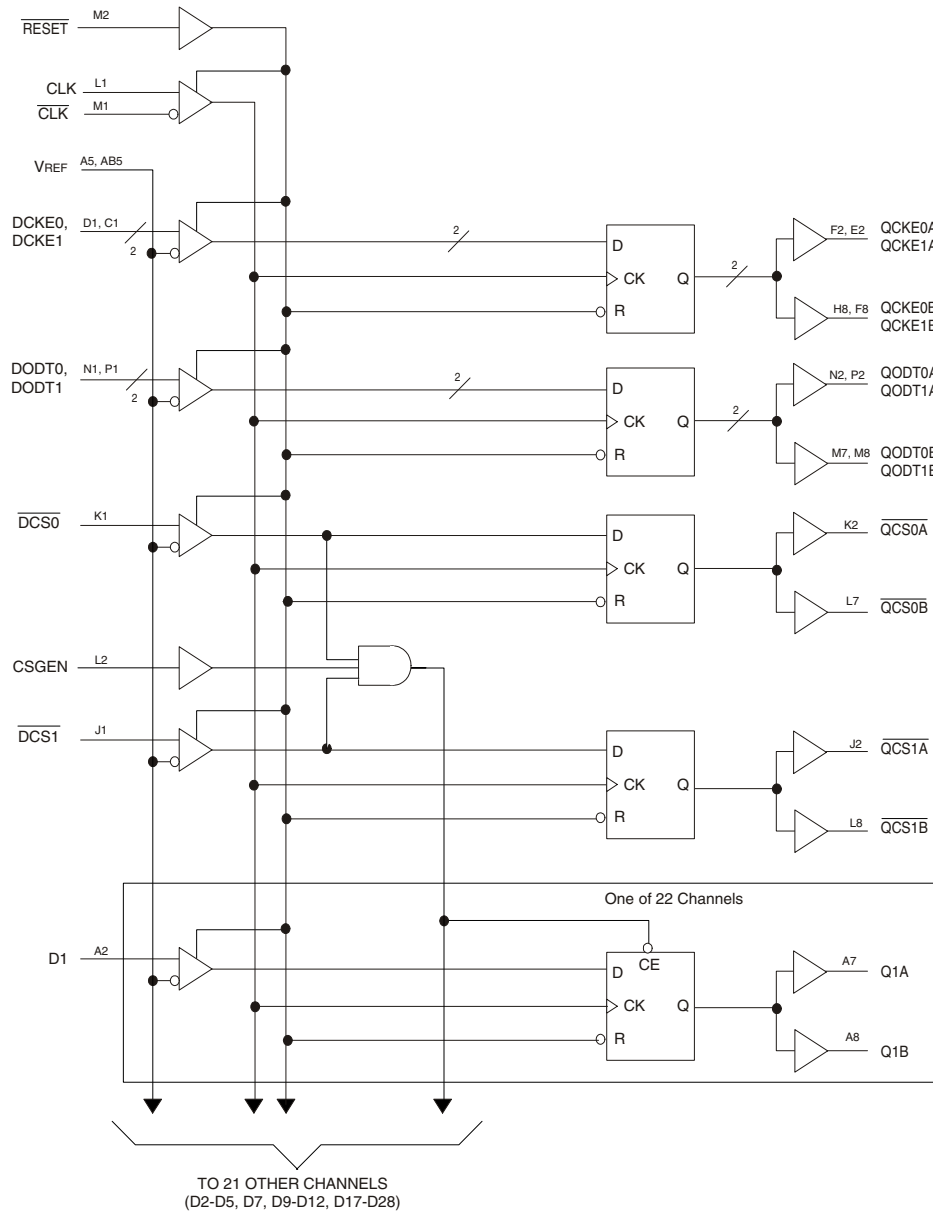 RESET M2
CLK L1
CLK M1
VREF A5, AB5
DCKE0, D1, C1 2 2 D CK Q R 2 F2, E2 QCKE0A
DCKE1 QCKE1A
H8, F8 QCKE0B
QCKE1B
DODT0, N1, P1 2 2 D CK Q R 2 N2, P2 QODT0A
DODT1 QODT1A
M7, M8 QODT0B
QODT1B
DCS0 K1 D CK Q R K2 QCS0A
L7 QCS0B
CSGEN L2
DCS1 J1 D CK Q R J2 QCS1A
L8 QCS1B
One of 22 Channels
D1 A2 D CE CK Q R A7 Q1A
A8 Q1B
TO 21 OTHER CHANNELS
(D2-D5, D7, D9-D12, D17-D28)